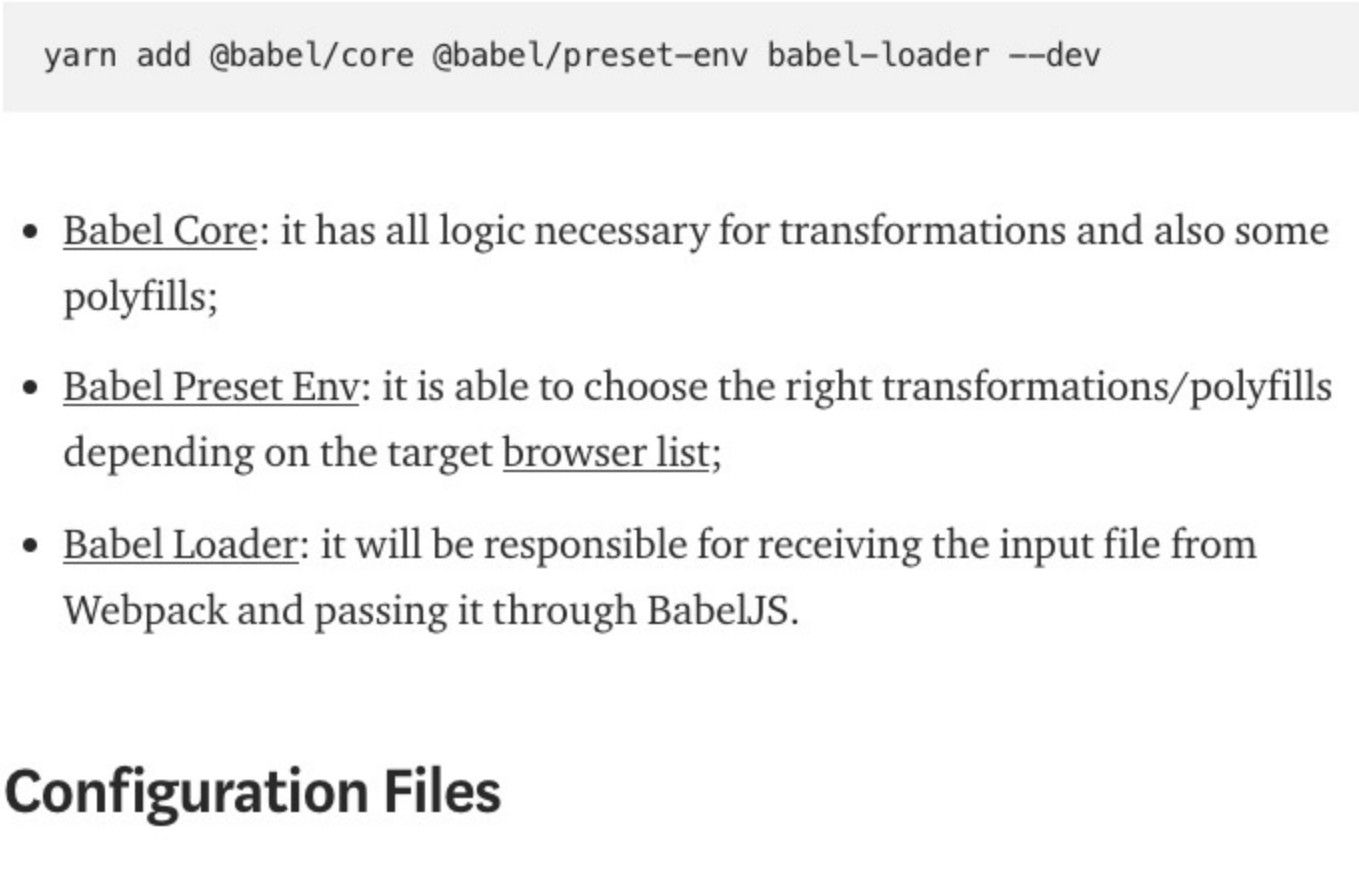 yarn add @babel/core @babel/preset-env babel-loader --dev
• Babel Core: it has all logic necessary for transformations and also some
polyfills;
• Babel Preset Env: it is able to choose the right transformations/polyfills
depending on the target browser list;
• Babel Loader: it will be responsible for receiving the input file from
Webpack and passing it through BabelJS.
Configuration Files